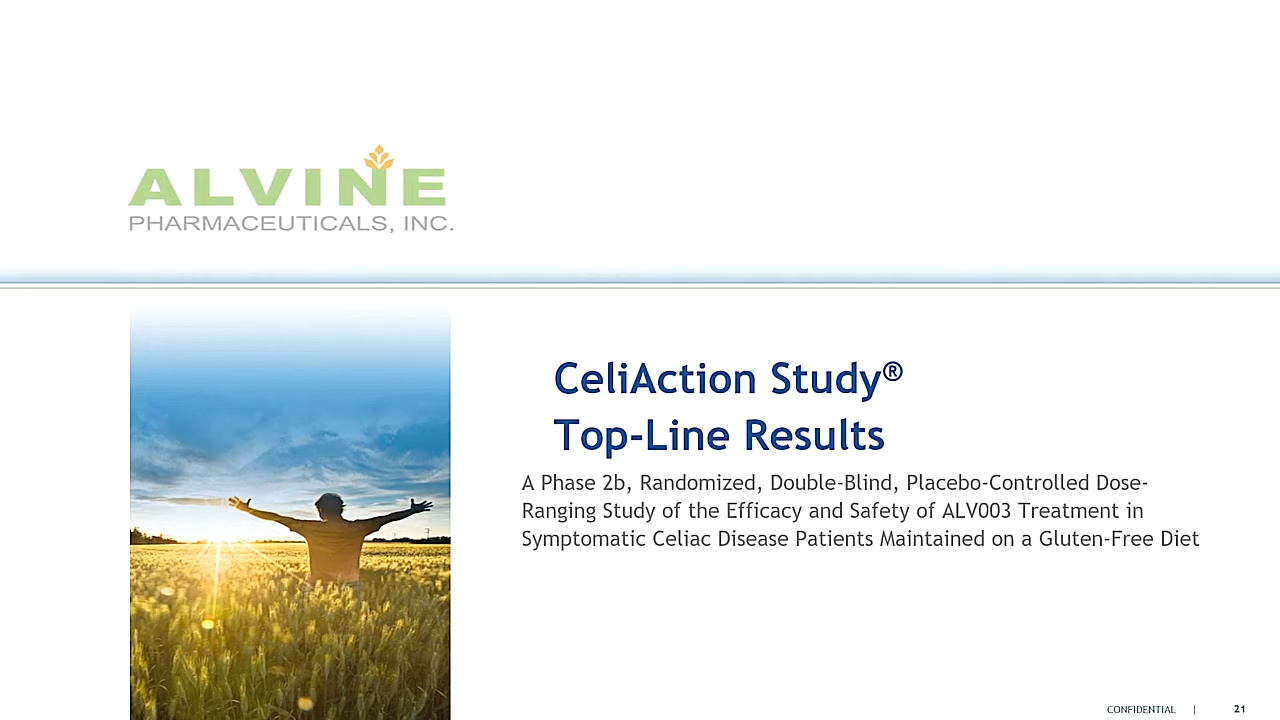 ALVINE
PHARMACEUTICALS, INC.
CeliAction Study®
Top-Line Results
A Phase 2b, Randomized, Double-Blind, Placebo-Controlled Dose-
Ranging Study of the Efficacy and Safety of ALV003 Treatment in
Symptomatic Celiac Disease Patients Maintained on a Gluten-Free Diet
CONFIDENTIAL | 21